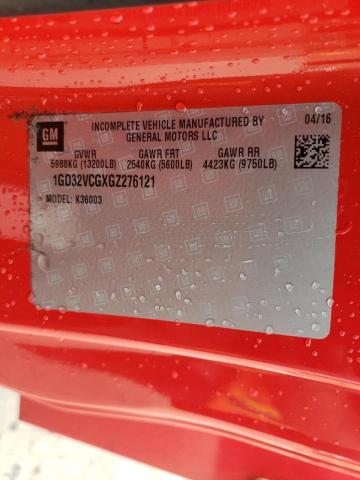 GM
INCOMPLETE VEHICLE MANUFACTURED BY
GENERAL MOTORS LLC
04/16
GVWR GAWR FRT GAWR RR
5988KG (13200LB) 2540KG (5600LB) 4423KG (9750LB)
1GD32VCGXGZ276121
MODEL: K36003